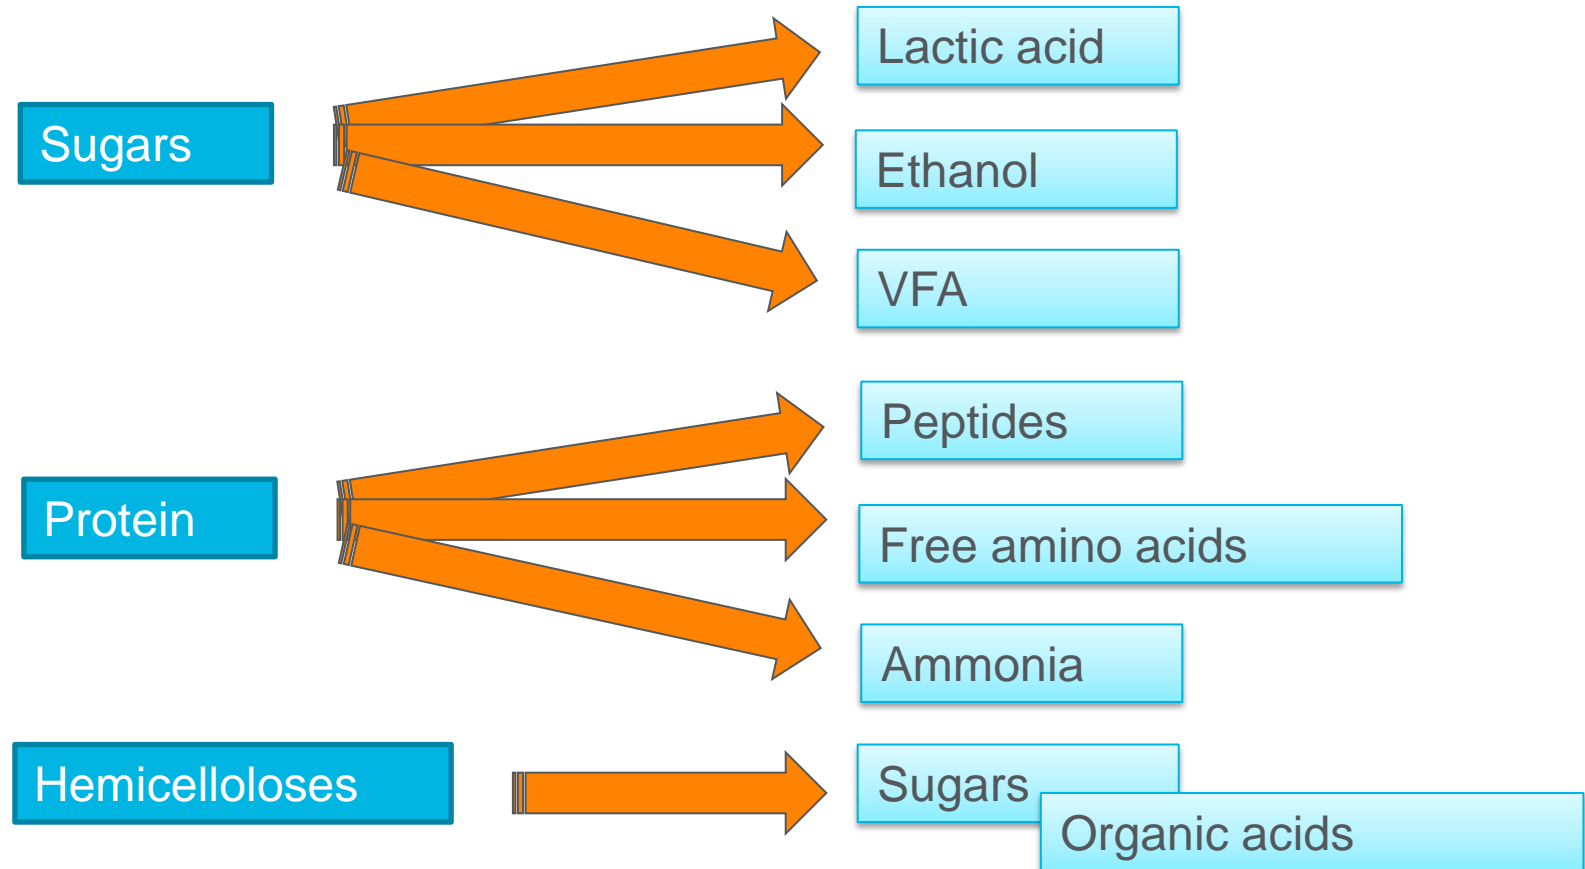 Sugars
Lactic acid
Ethanol
VFA
Protein
Peptides
Free amino acids
Ammonia
Hemicelloloses
Sugars
Organic acids